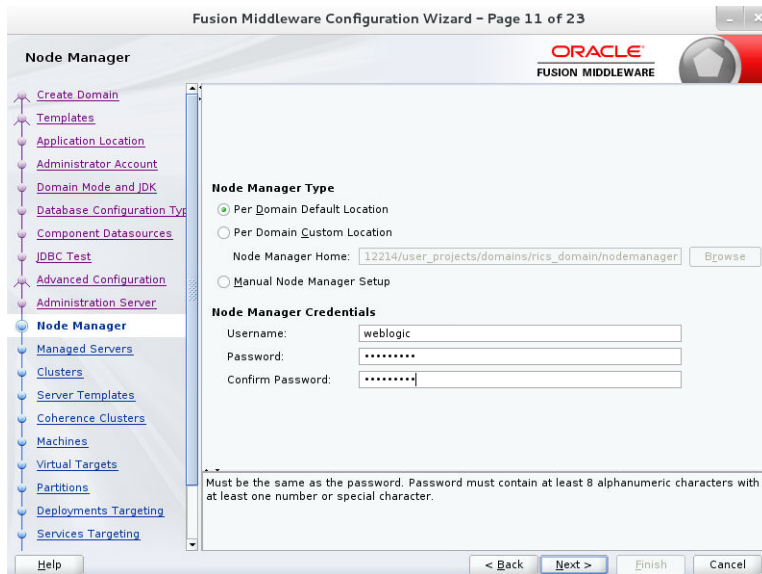 Fusion Middleware Configuration Wizard – Page 11 of 23
Node Manager
ORACLE
FUSION MIDDLEWARE
Create Domain
Templates
Application Location
Administrator Account
Domain Mode and JDK
Database Configuration Typ
Component Datasources
JDBC Test
Advanced Configuration
Administration Server
Node Manager
Managed Servers
Clusters
Server Templates
Coherence Clusters
Machines
Virtual Targets
Partitions
Deployments Targeting
Services Targeting
Node Manager Type
Per Domain Default Location
Per Domain Custom Location
Node Manager Home: 12214/user_projects/domains/rics_domain/nodemanager Browse
Manual Node Manager Setup
Node Manager Credentials
Username: weblogic
Password: •••••••••
Confirm Password: •••••••••
Must be the same as the password. Password must contain at least 8 alphanumeric characters with
at least one number or special character.
Help < Back Next > Finish Cancel